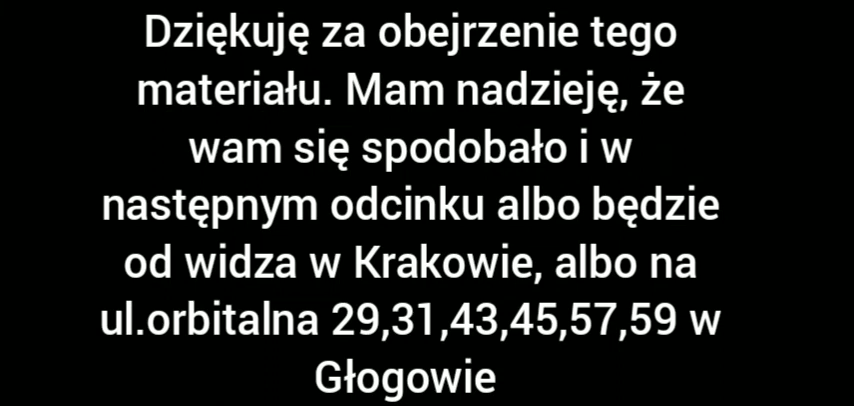 Dziękuję za obejrzenie tego
materiału. Mam nadzieję, że
wam się spodobało i w
następnym odcinku albo będzie
od widza w Krakowie, albo na
ul.orbitalna 29,31,43,45,57,59 w
Głogowie